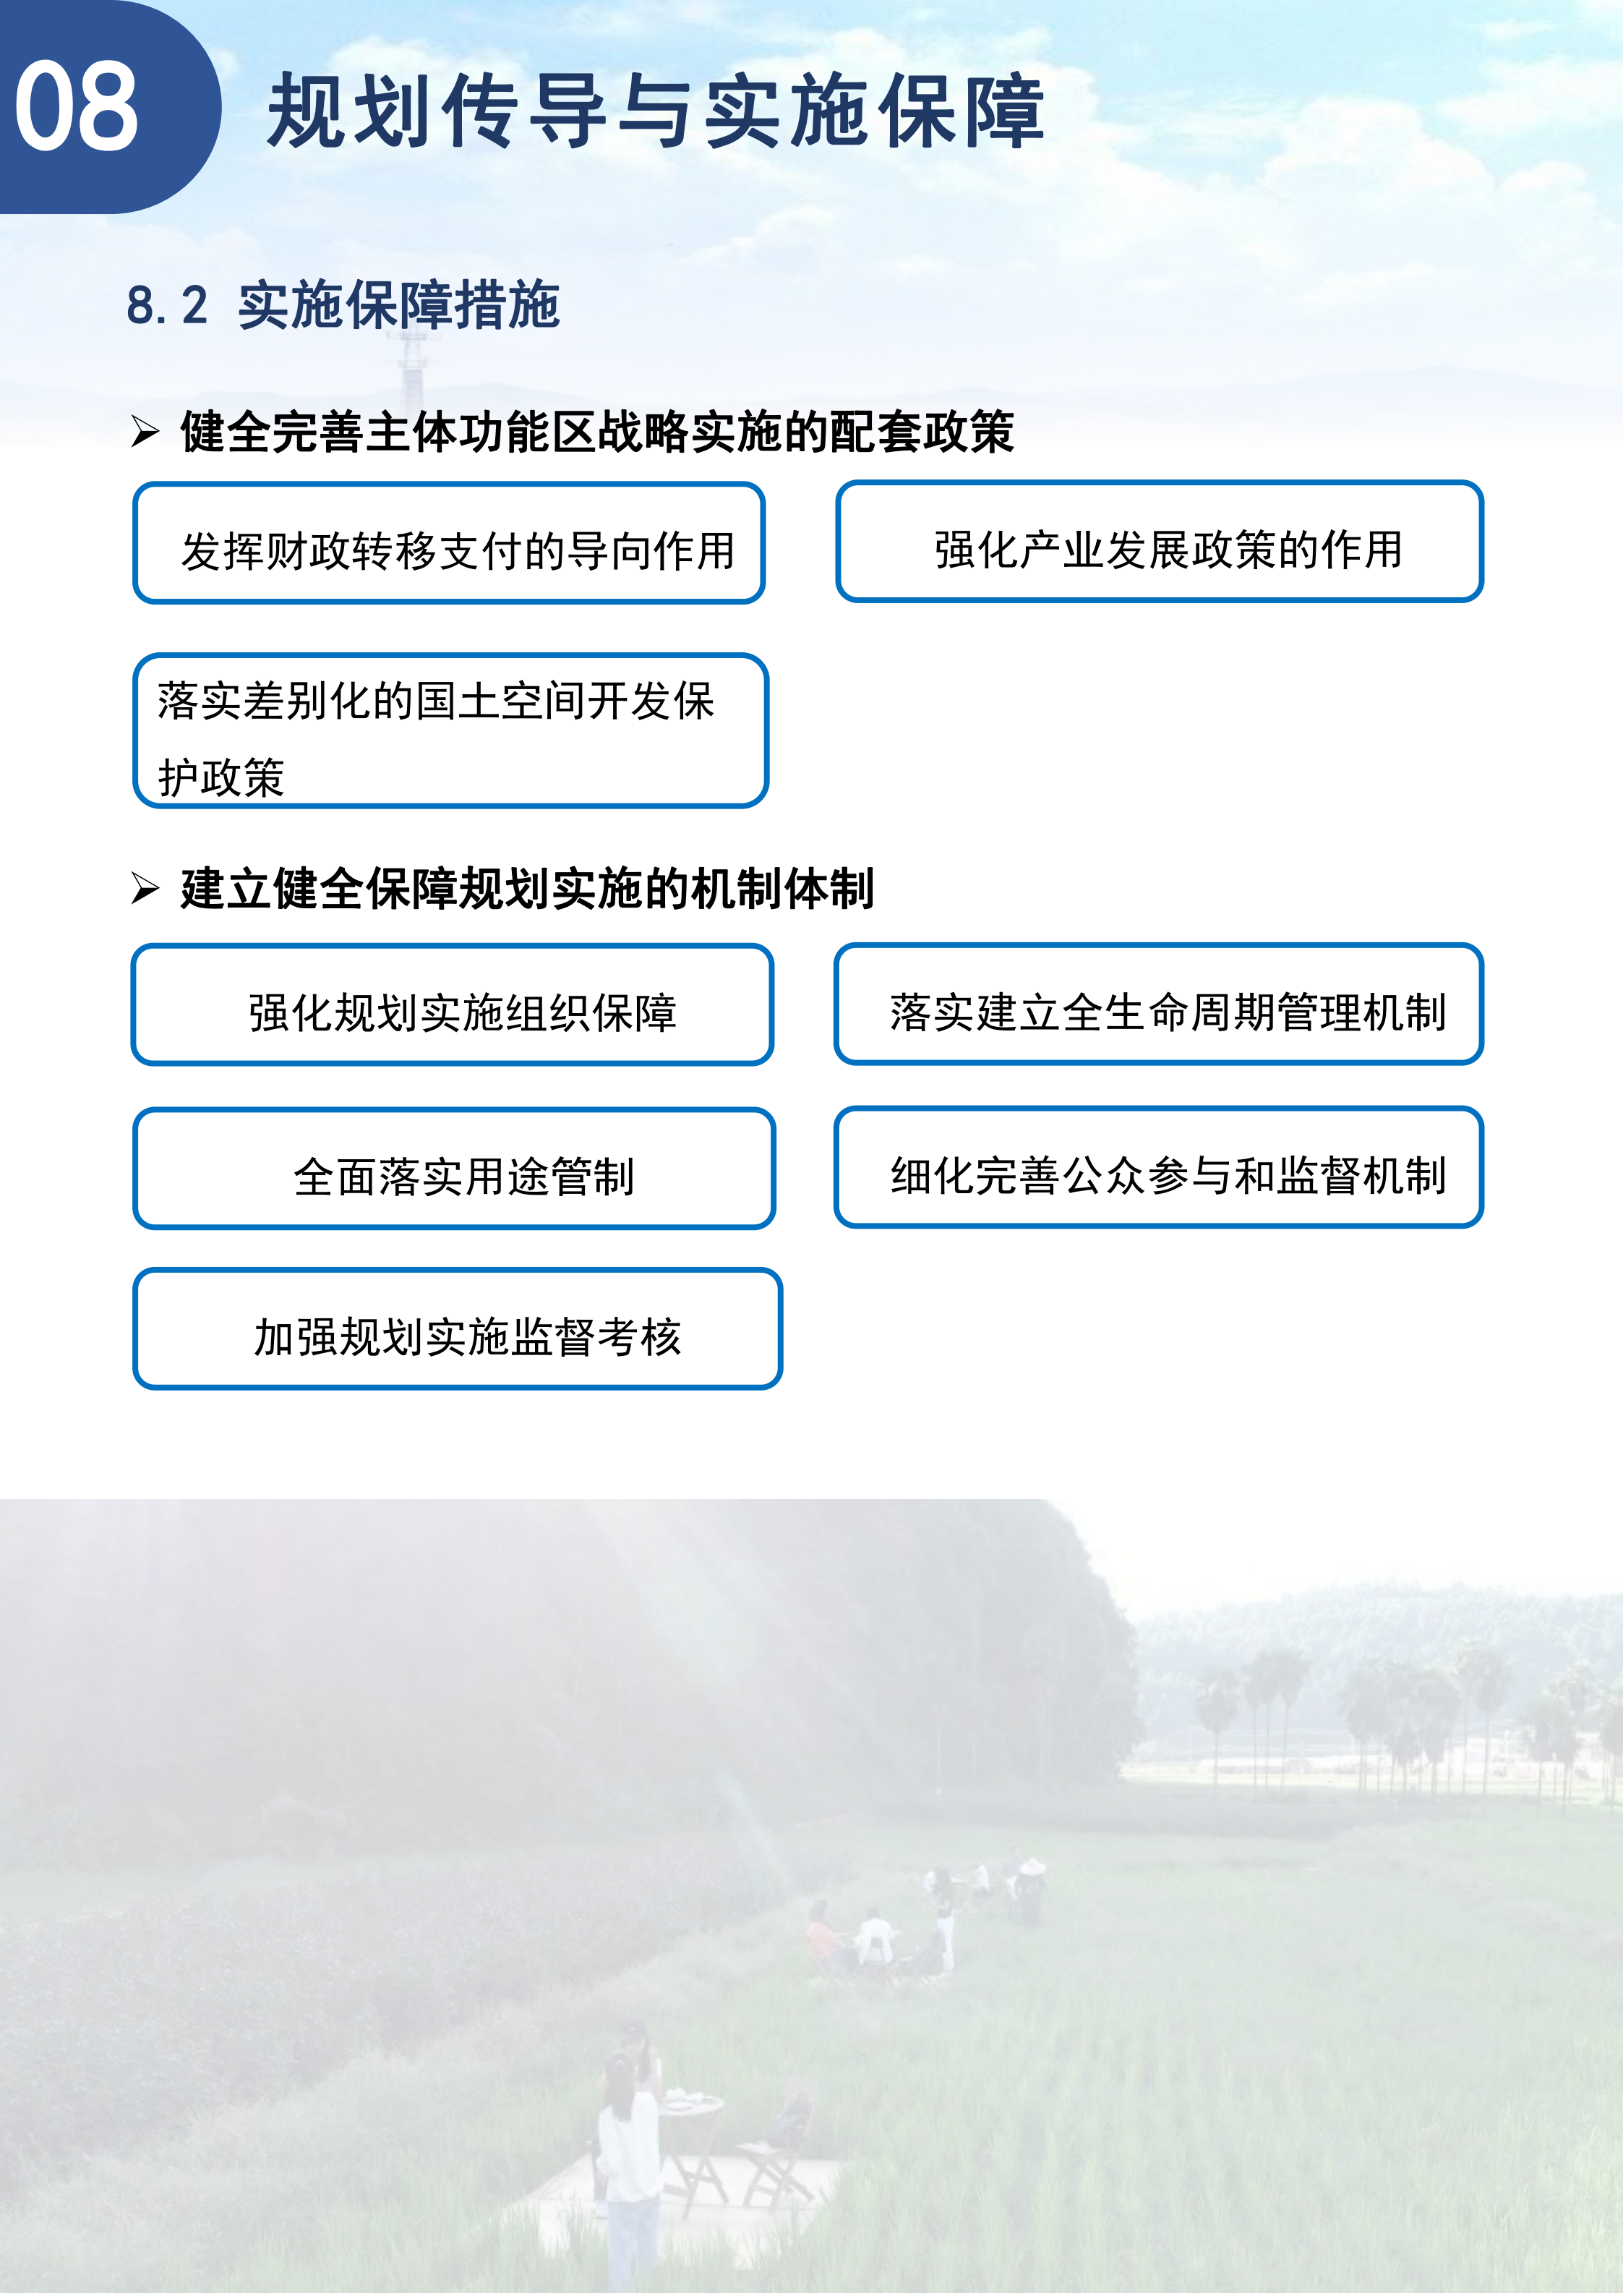 08
规划传导与实施保障
8.2 实施保障措施
➢ 健全完善主体功能区战略实施的配套政策
发挥财政转移支付的导向作用
强化产业发展政策的作用
落实差别化的国土空间开发保
护政策
➢ 建立健全保障规划实施的机制体制
强化规划实施组织保障
落实建立全生命周期管理机制
全面落实用途管制
细化完善公众参与和监督机制
加强规划实施监督考核